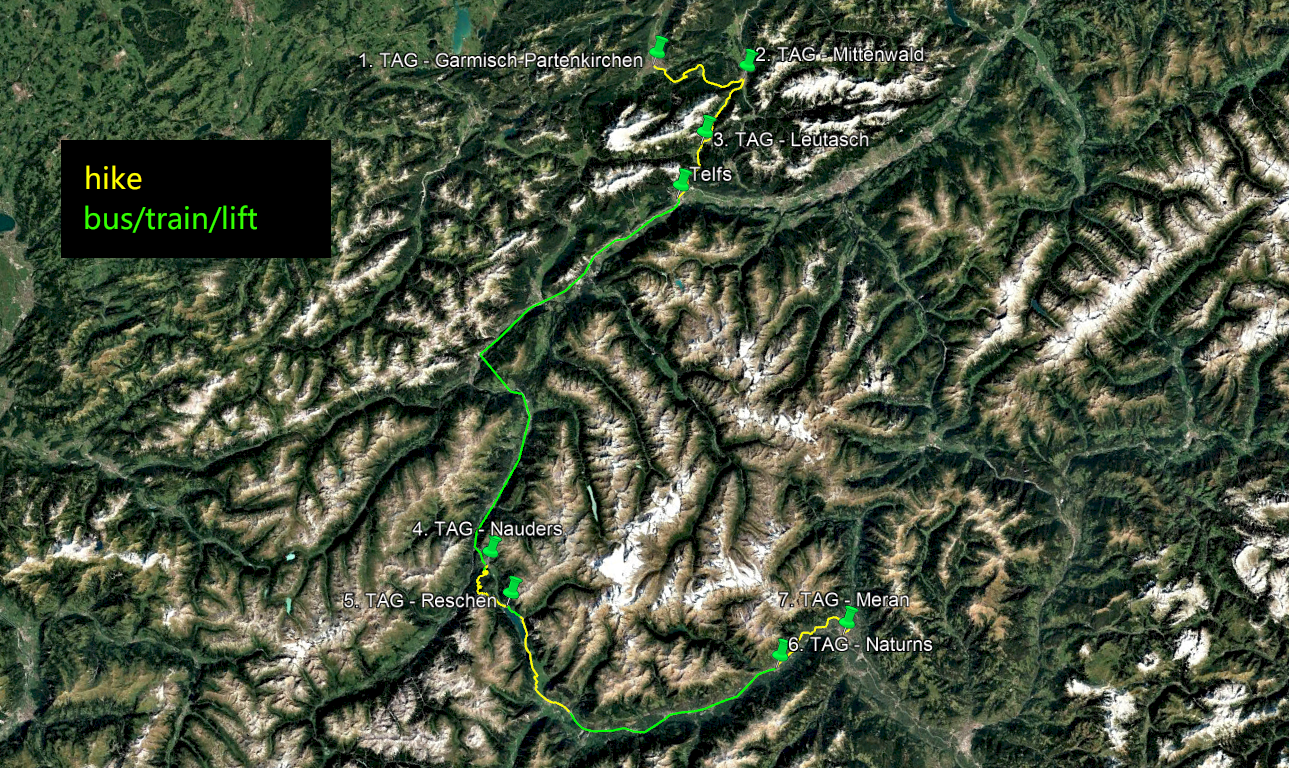 1. TAG - Garmisch-Partenkirchen
2. TAG - Mittenwald
3. TAG - Leutasch
Telfs
hike
bus/train/lift
4. TAG - Nauders
5. TAG - Reschen
7. TAG - Meran
6. TAG - Naturns